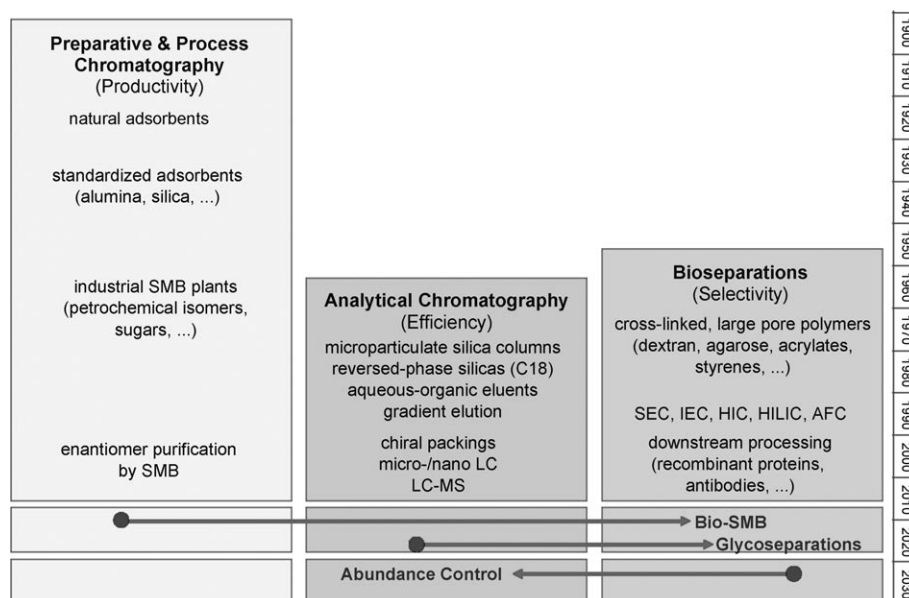 Preparative & Process
Chromatography
(Productivity)
natural adsorbents
standardized adsorbents
(alumina, silica, ...)
industrial SMB plants
(petrochemical isomers,
sugars, ...)
enantiomer purification
by SMB
Analytical Chromatography
(Efficiency)
microparticulate silica columns
reversed-phase silicas (C18)
aqueous-organic eluents
gradient elution
chiral packings
micro-/nano LC
LC-MS
Bioseparations
(Selectivity)
cross-linked, large pore polymers
(dextran, agarose, acrylates,
styrenes, ...)
SEC, IEC, HIC, HILIC, AFC
downstream processing
(recombinant proteins,
antibodies, ...)
Bio-SMB
Glycoseparations
Abundance Control
1900
1910
1920
1930
1940
1950
1960
1970
1980
1990
2000
2010
2020
2030